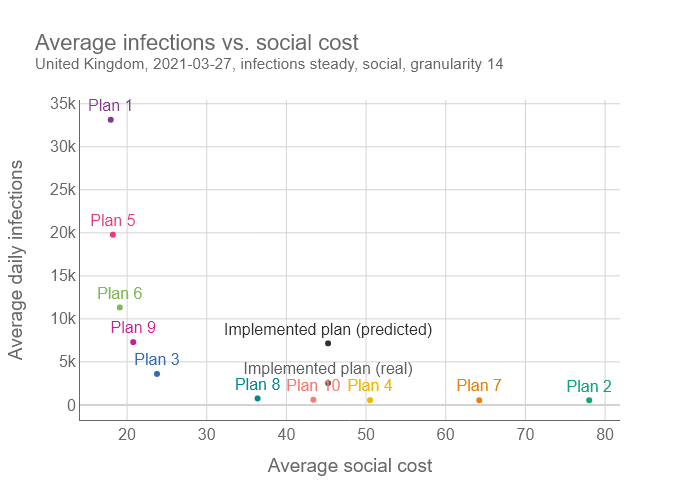 Average infections vs. social cost
United Kingdom, 2021-03-27, infections steady, social, granularity 14
Average daily infections
35k
30k
25k
20k
15k
10k
5k
0
Plan 1
Plan 5
Plan 6
Plan 9
Plan 3
Implemented plan (predicted)
Implemented plan (real)
Plan 8
Plan 10
Plan 4
Plan 7
Plan 2
20
30
40
50
60
70
80
Average social cost